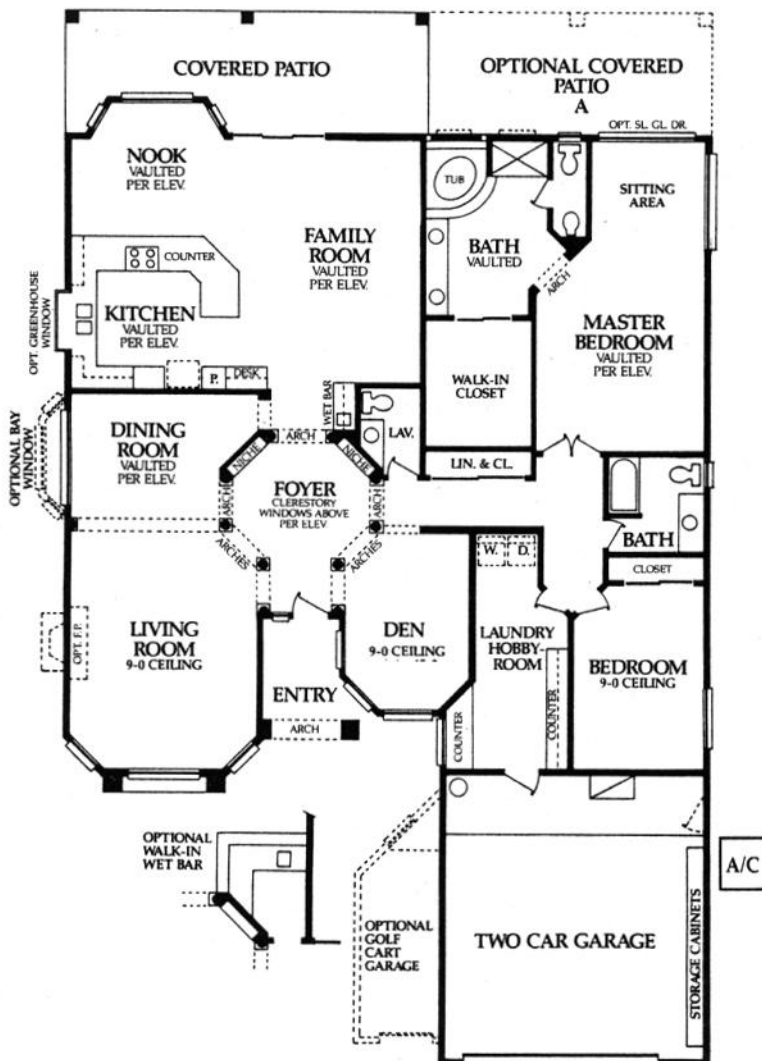 COVERED PATIO
OPTIONAL COVERED
PATIO
A
OPT. SL. GL. DR.
NOOK
VAULTED
PER ELEV.
TUB
SITTING
AREA
FAMILY
ROOM
VAULTED
PER ELEV.
BATH
VAULTED
ARCH
COUNTER
OPT. GREENHOUSE
WINDOW
KITCHEN
VAULTED
PER ELEV.
P.
DESK
MASTER
BEDROOM
VAULTED
PER ELEV.
WALK-IN
CLOSET
WET BAR
LAV.
OPTIONAL BAY
WINDOW
DINING
ROOM
VAULTED
PER ELEV.
ARCH
NICHE
NICHE
LIN. & CL.
FOYER
CLERESTORY
WINDOWS ABOVE
PER ELEV
ARCH
ARCH
ARCHES
ARCHES
W.
D.
BATH
CLOSET
OPT. F.P.
LIVING
ROOM
9-0 CEILING
DEN
9-0 CEILING
LAUNDRY
HOBBY
ROOM
BEDROOM
9-0 CEILING
ENTRY
ARCH
COUNTER
COUNTER
OPTIONAL
WALK-IN
WET BAR
A/C
OPTIONAL
GOLF
CART
GARAGE
TWO CAR GARAGE
STORAGE CABINETS